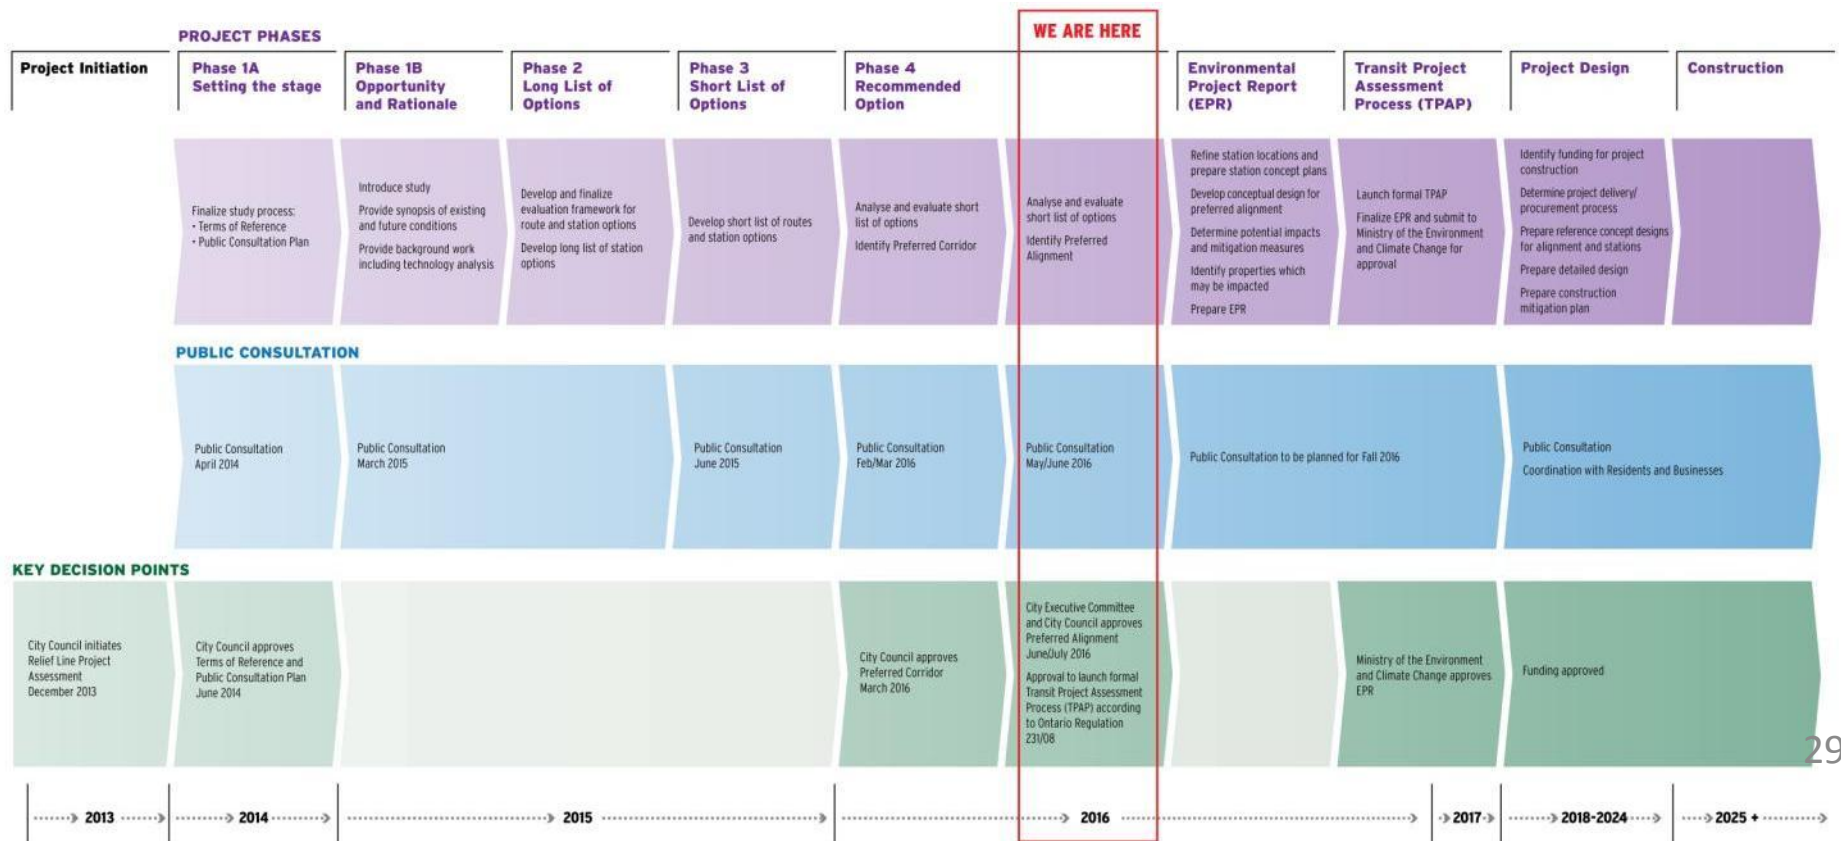 WE ARE HERE
PROJECT PHASES
Project Initiation
Phase 1A
Setting the stage
Phase 1B
Opportunity
and Rationale
Phase 2
Long List of
Options
Phase 3
Short List of
Options
Phase 4
Recommended
Option
Environmental
Project Report
(EPR)
Transit Project
Assessment
Process (TPAP)
Project Design
Construction
Finalize study process:
• Terms of Reference
• Public Consultation Plan
Introduce study
Provide synopsis of existing
and future conditions
Provide background work
including technology analysis
Develop and finalize
evaluation framework for
route and station options
Develop long list of station
options
Develop short list of routes
and station options
Analyse and evaluate short
list of options
Identify Preferred Corridor
Analyse and evaluate
short list of options
Identify Preferred
Alignment
Refine station locations and
prepare station concept plans
Develop conceptual design for
preferred alignment
Determine potential impacts
and mitigation measures
Identify properties which
may be impacted
Prepare EPR
Launch formal TPAP
Finalize EPR and submit to
Ministry of the Environment
and Climate Change for
approval
Identify funding for project
construction
Determine project delivery/
procurement process
Prepare reference concept designs
for alignment and stations
Prepare detailed design
Prepare construction
mitigation plan
PUBLIC CONSULTATION
Public Consultation
April 2014
Public Consultation
March 2015
Public Consultation
June 2015
Public Consultation
Feb/Mar 2016
Public Consultation
May/June 2016
Public Consultation to be planned for Fall 2016
Public Consultation
Coordination with Residents and Businesses
KEY DECISION POINTS
City Council initiates
Relief Line Project
Assessment
December 2013
City Council approves
Terms of Reference and
Public Consultation Plan
June 2014
City Council approves
Preferred Corridor
March 2016
City Executive Committee
and City Council approves
Preferred Alignment
June/July 2016
Approval to launch formal
Transit Project Assessment
Process (TPAP) according
to Ontario Regulation
231/08
Ministry of the Environment
and Climate Change approves
EPR
Funding approved
29
2013
2014
2015
2016
2017
2018-2024
2025 +